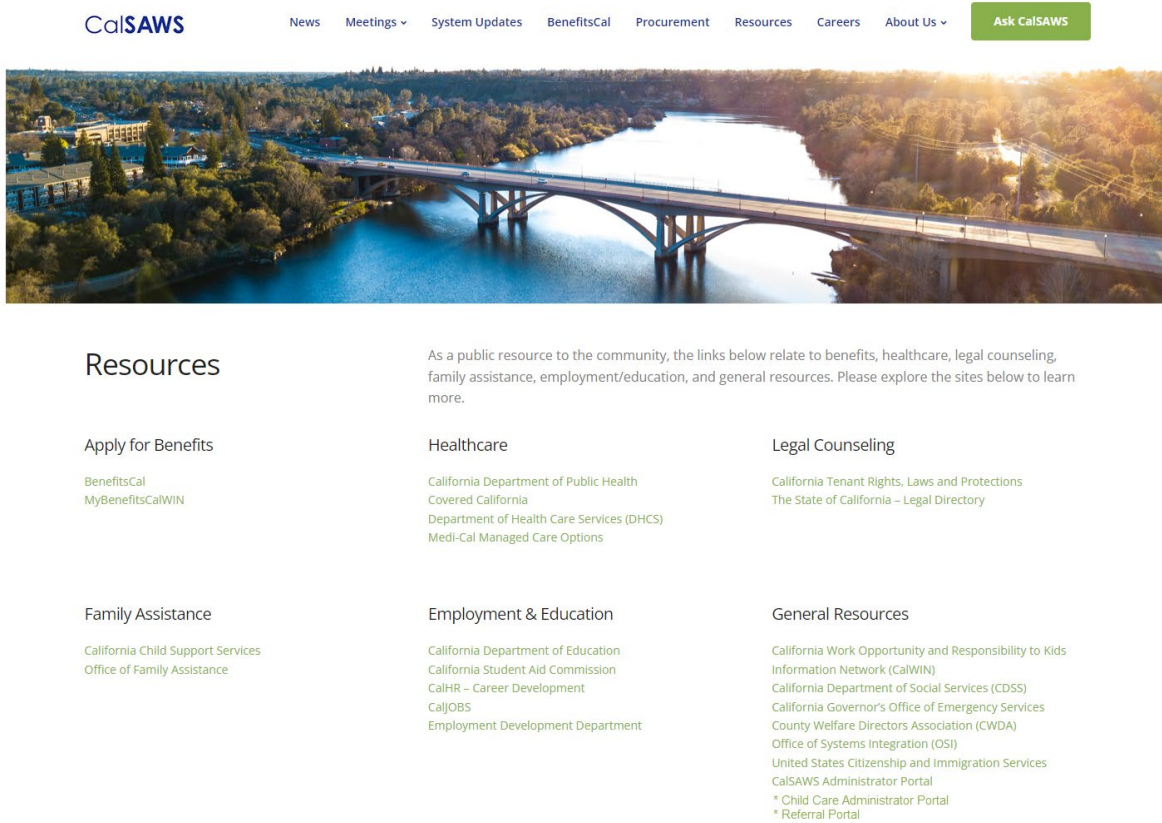 CalSAWS
News Meetings System Updates BenefitsCal Procurement Resources Careers About Us Ask CalSAWS
Resources
As a public resource to the community, the links below relate to benefits, healthcare, legal counseling,
family assistance, employment/education, and general resources. Please explore the sites below to learn
more.
Apply for Benefits
BenefitsCal
MyBenefitsCalWIN
Healthcare
California Department of Public Health
Covered California
Department of Health Care Services (DHCS)
Medi-Cal Managed Care Options
Legal Counseling
California Tenant Rights, Laws and Protections
The State of California – Legal Directory
Family Assistance
California Child Support Services
Office of Family Assistance
Employment & Education
California Department of Education
California Student Aid Commission
CalHR – Career Development
CalJOBS
Employment Development Department
General Resources
California Work Opportunity and Responsibility to Kids
Information Network (CalWIN)
California Department of Social Services (CDSS)
California Governor's Office of Emergency Services
County Welfare Directors Association (CWDA)
Office of Systems Integration (OSI)
United States Citizenship and Immigration Services
CalSAWS Administrator Portal
* Child Care Administrator Portal
* Referral Portal